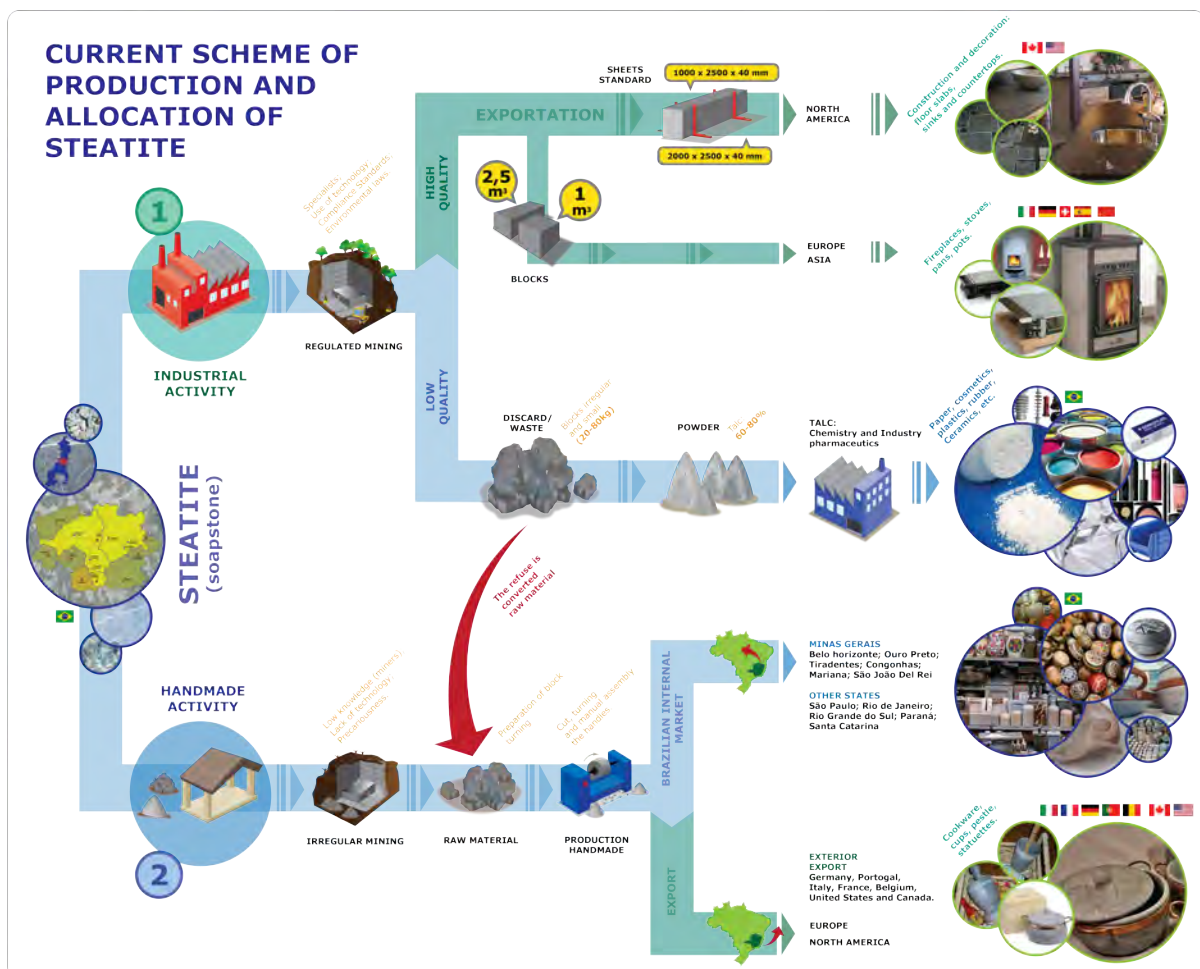 CURRENT SCHEME OF
PRODUCTION AND
ALLOCATION OF
STEATITE
1
INDUSTRIAL
ACTIVITY
Specialists.
Use of technology.
Compliance Standards.
Environmental laws.
REGULATED MINING
HIGH
QUALITY
EXPORTATION
SHEETS
STANDARD
1000 x 2500 x 40 mm
2000 x 2500 x 40 mm
NORTH
AMERICA
Construction and decoration:
floor slabs,
sinks and countertops.
2,5
m³
1
m³
BLOCKS
EUROPE
ASIA
Fireplaces, stoves,
pans, pots.
LOW
QUALITY
DISCARD/
WASTE
Blocks irregular
and small
(20-80kg)
POWDER
Talc
60-80%
TALC:
Chemistry and Industry
pharmaceutics
Paper, cosmetics,
plastics, rubber,
Ceramics, etc.
STEATITE
(soapstone)
The refuse is
converted
raw material
HANDMADE
ACTIVITY
2
Low knowledge (miners).
Lack of technology.
Precariousness.
IRREGULAR MINING
Preparation of block
turning
RAW MATERIAL
Cut, turning
and manual assembly
the handles
PRODUCTION
HANDMADE
BRAZILIAN INTERNAL
MARKET
MINAS GERAIS
Belo horizonte; Ouro Preto;
Tiradentes; Congonhas;
Mariana; São João Del Rei
OTHER STATES
São Paulo; Rio de Janeiro;
Rio Grande do Sul; Paraná;
Santa Catarina
EXPORT
EXTERIOR
EXPORT
Germany, Portogal,
Italy, France, Belgium,
United States and Canada.
EUROPE
NORTH AMERICA
Cookware,
cups, pestle,
statuettes.